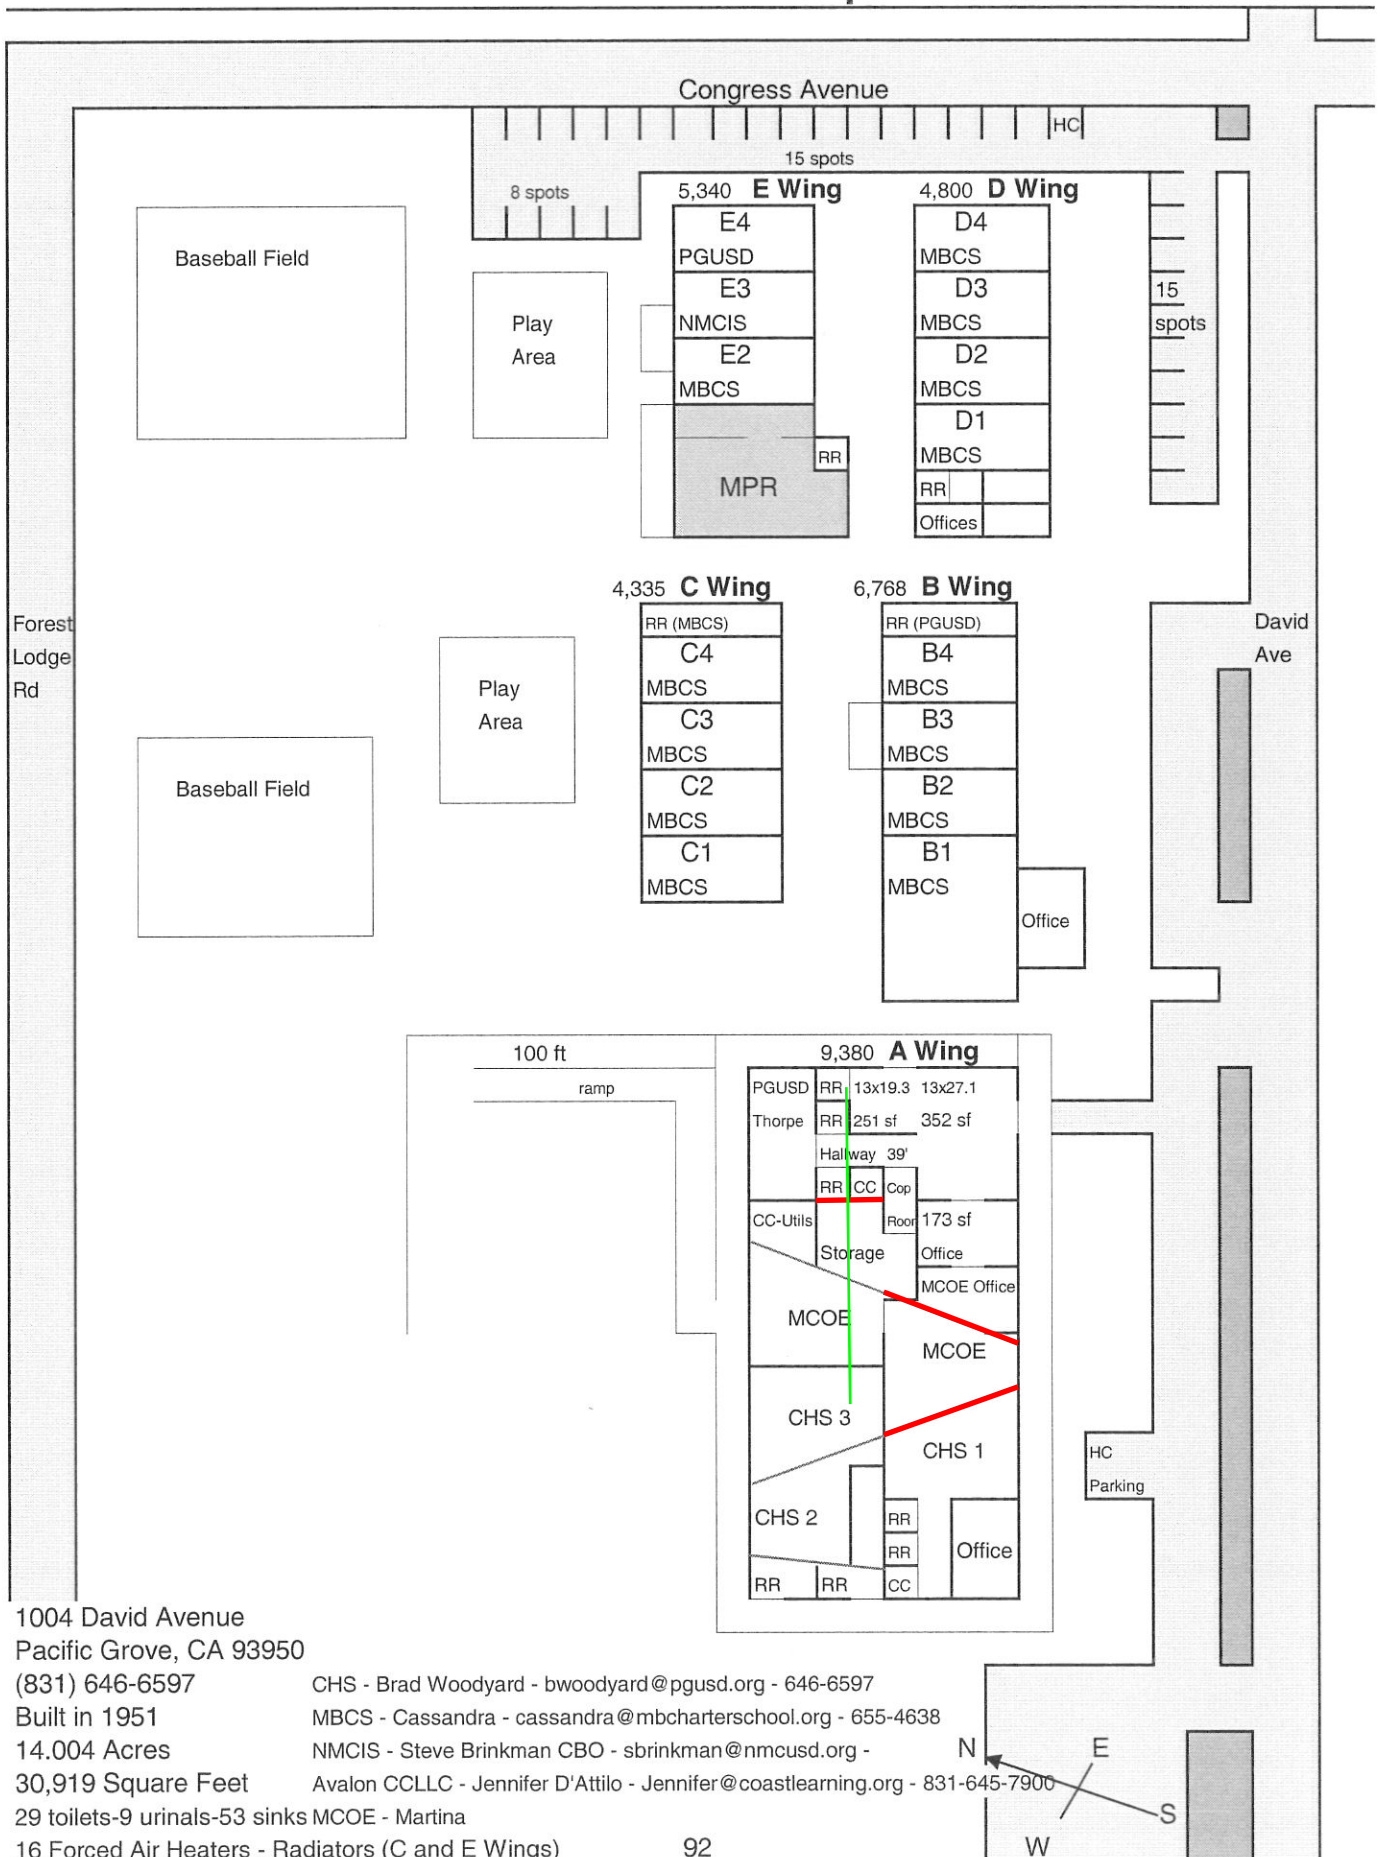 Congress Avenue
HC
15 spots
8 spots
5,340 E Wing
4,800 D Wing
E4
PGUSD
E3
NMCIS
E2
MBCS
RR
MPR
D4
MBCS
D3
MBCS
D2
MBCS
D1
MBCS
RR
Offices
15
spots
Baseball Field
Play
Area
4,335 C Wing
RR (MBCS)
C4
MBCS
C3
MBCS
C2
MBCS
C1
MBCS
6,768 B Wing
RR (PGUSD)
B4
MBCS
B3
MBCS
B2
MBCS
B1
MBCS
Office
Forest
Lodge
Rd
David
Ave
Play
Area
Baseball Field
100 ft
ramp
9,380 A Wing
PGUSD RR 13x19.3 13x27.1
Thorpe RR 251 sf 352 sf
Hallway 39'
RR CC Cop
CC-Utils Room 173 sf
Storage Office
MCOE Office
MCOE
MCOE
CHS 3
CHS 1
CHS 2
RR
RR
Office
RR RR CC
HC
Parking
1004 David Avenue
Pacific Grove, CA 93950
(831) 646-6597
Built in 1951
14.004 Acres
30,919 Square Feet
29 toilets-9 urinals-53 sinks
16 Forced Air Heaters - Radiators (C and E Wings)
CHS - Brad Woodyard - bwoodyard@pgusd.org - 646-6597
MBCS - Cassandra - cassandra@mbcharterschool.org - 655-4638
NMCIS - Steve Brinkman CBO - sbrinkman@nmcusd.org -
Avalon CCLLC - Jennifer D'Attilo - Jennifer@coastlearning.org - 831-645-7900
MCOE - Martina
92
N
E
S
W